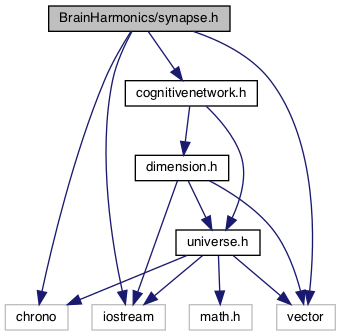 BrainHarmonics/synapse.h
cognitivenetwork.h
dimension.h
universe.h
chrono
iostream
math.h
vector